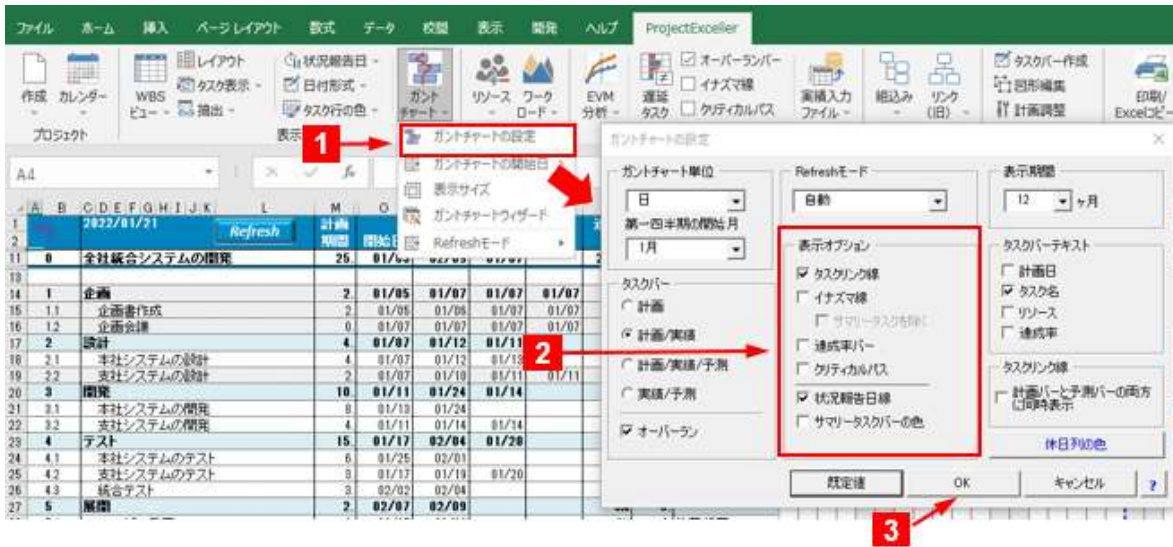 ファイル ホーム 挿入 ページ レイアウト 数式 データ 校閲 表示 開発 ヘルプ ProjectExceller
レイアウト 状況報告日 オーバーランバー タスクバー作成
タスク表示 日付形式 イナズマ線 図形編集
抽出 タスク行の色 クリティカルパス 計画調整
作成 カレンダー WBSビュー ガントチャート リソース ワークロード EVM分析 遅延タスク 実績入力ファイル 組込み リンク(旧) 印刷/Excelコピー
プロジェクト 表示
1
ガントチャートの設定
ガントチャートの開始日
表示サイズ
ガントチャートウィザード
Refreshモード
A4
A B C D E F G H I J K L M O
1 2022/01/21 Refresh 計画
2 期間 開始日
11 0 全社統合システムの開発 25. 01/05 02/09 01/07
13
14 1 企画 2. 01/05 01/07 01/07 01/07
15 1.1 企画書作成 2. 01/05 01/06 01/07 01/07
16 1.2 企画会議 0. 01/07 01/07 01/07 01/07
17 2 設計 4. 01/07 01/12 01/11
18 2.1 本社システムの設計 4. 01/07 01/12 01/13
19 2.2 支社システムの設計 2. 01/07 01/10 01/11 01/11
20 3 開発 10. 01/11 01/24 01/14
21 3.1 本社システムの開発 8. 01/13 01/24
22 3.2 支社システムの開発 4. 01/11 01/14 01/14
23 4 テスト 15. 01/17 02/04 01/20
24 4.1 本社システムのテスト 6. 01/25 02/01
25 4.2 支社システムのテスト 3. 01/17 01/19 01/20
26 4.3 統合テスト 3. 02/02 02/04
27 5 展開 2. 02/07 02/09
ガントチャートの設定
ガントチャート単位
日
第一四半期の開始月
1月
タスクバー
計画
計画/実績
計画/実績/予測
実績/予測
オーバーラン
Refreshモード
自動
2
表示オプション
タスクリンク線
イナズマ線
サマリータスクを除く
達成率バー
クリティカルパス
状況報告日線
サマリータスクバーの色
表示期間
12 ヶ月
タスクバーテキスト
計画日
タスク名
リソース
達成率
タスクリンク線
計画バーと予測バーの両方
に同時表示
休日列の色
既定値 OK キャンセル ?
3